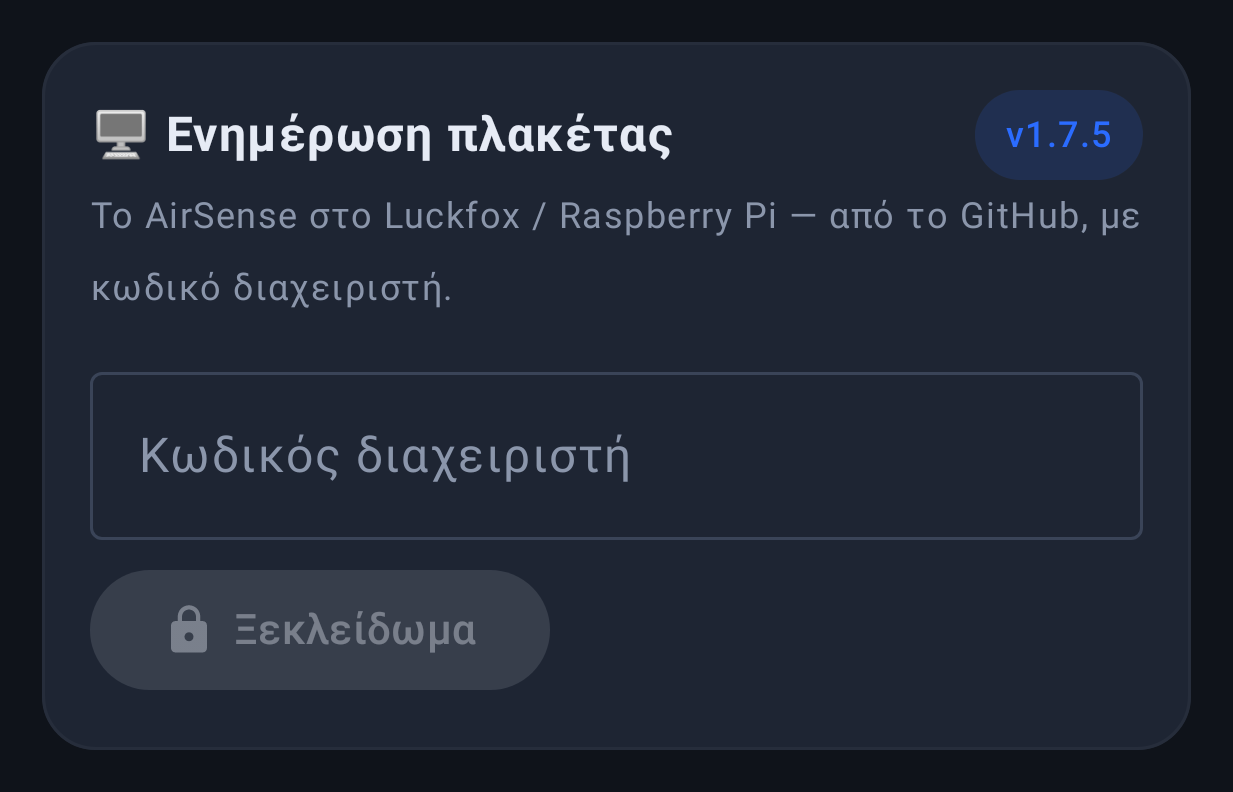 Ενημέρωση πλακέτας
v1.7.5
Το AirSense στο Luckfox / Raspberry Pi — από το GitHub, με
κωδικό διαχειριστή.
Κωδικός διαχειριστή
Ξεκλείδωμα